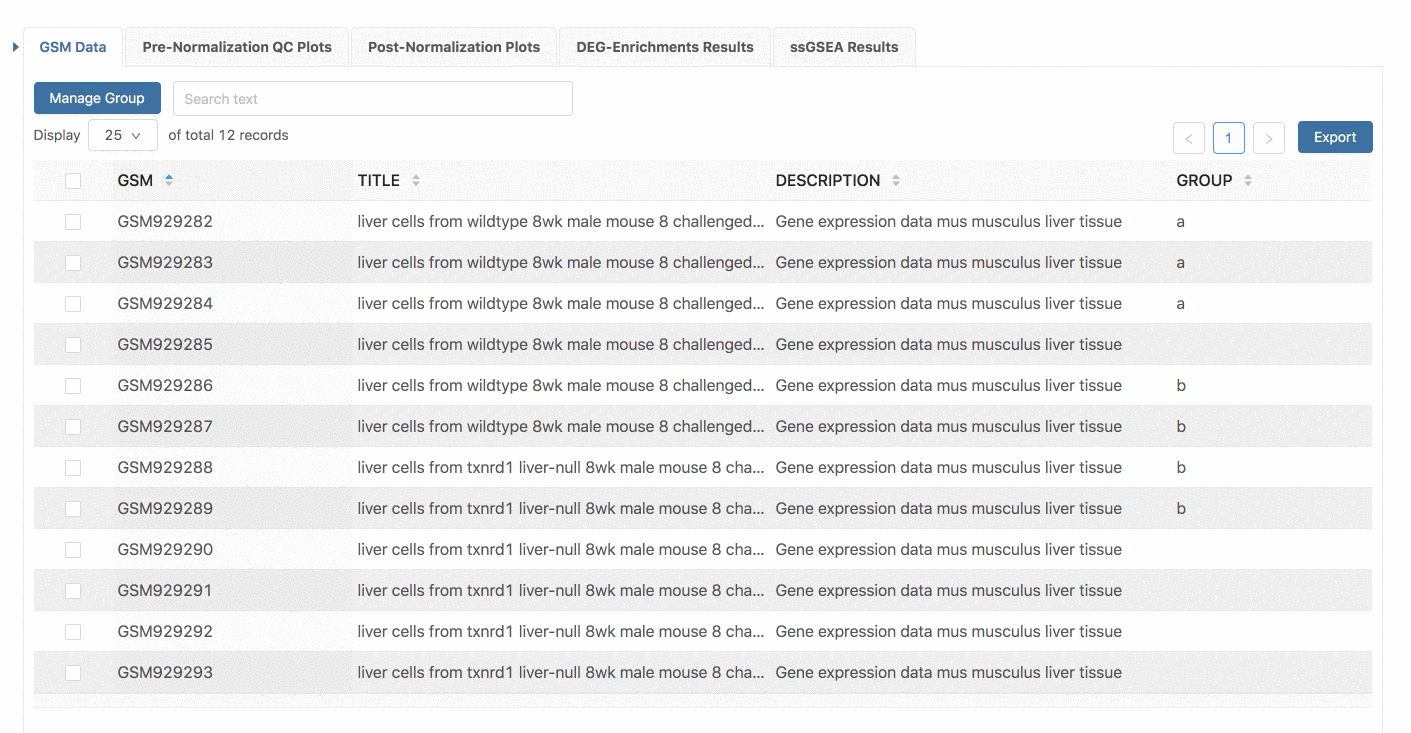 GSM Data Pre-Normalization QC Plots Post-Normalization Plots DEG-Enrichments Results ssGSEA Results
Manage Group Search text
Display 25 of total 12 records < 1 > Export
GSM TITLE DESCRIPTION GROUP
GSM929282 liver cells from wildtype 8wk male mouse 8 challenged... Gene expression data mus musculus liver tissue a
GSM929283 liver cells from wildtype 8wk male mouse 8 challenged... Gene expression data mus musculus liver tissue a
GSM929284 liver cells from wildtype 8wk male mouse 8 challenged... Gene expression data mus musculus liver tissue a
GSM929285 liver cells from wildtype 8wk male mouse 8 challenged... Gene expression data mus musculus liver tissue
GSM929286 liver cells from wildtype 8wk male mouse 8 challenged... Gene expression data mus musculus liver tissue b
GSM929287 liver cells from wildtype 8wk male mouse 8 challenged... Gene expression data mus musculus liver tissue b
GSM929288 liver cells from txnrd1 liver-null 8wk male mouse 8 cha... Gene expression data mus musculus liver tissue b
GSM929289 liver cells from txnrd1 liver-null 8wk male mouse 8 cha... Gene expression data mus musculus liver tissue b
GSM929290 liver cells from txnrd1 liver-null 8wk male mouse 8 cha... Gene expression data mus musculus liver tissue
GSM929291 liver cells from txnrd1 liver-null 8wk male mouse 8 cha... Gene expression data mus musculus liver tissue
GSM929292 liver cells from txnrd1 liver-null 8wk male mouse 8 cha... Gene expression data mus musculus liver tissue
GSM929293 liver cells from txnrd1 liver-null 8wk male mouse 8 cha... Gene expression data mus musculus liver tissue